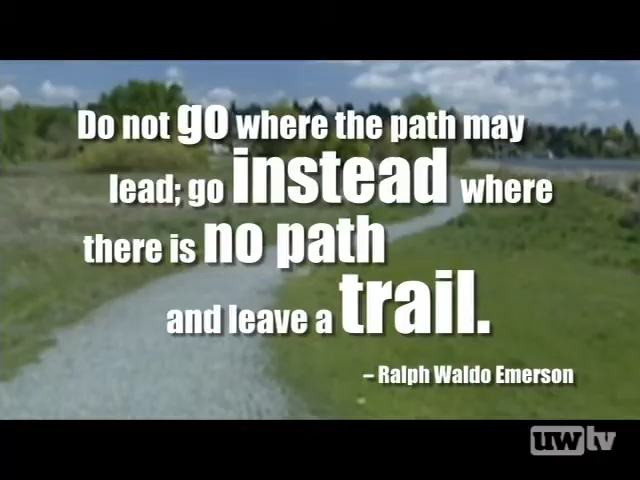 Do not go where the path may
lead; go instead where
there is no path
and leave a trail.
– Ralph Waldo Emerson
uwtv